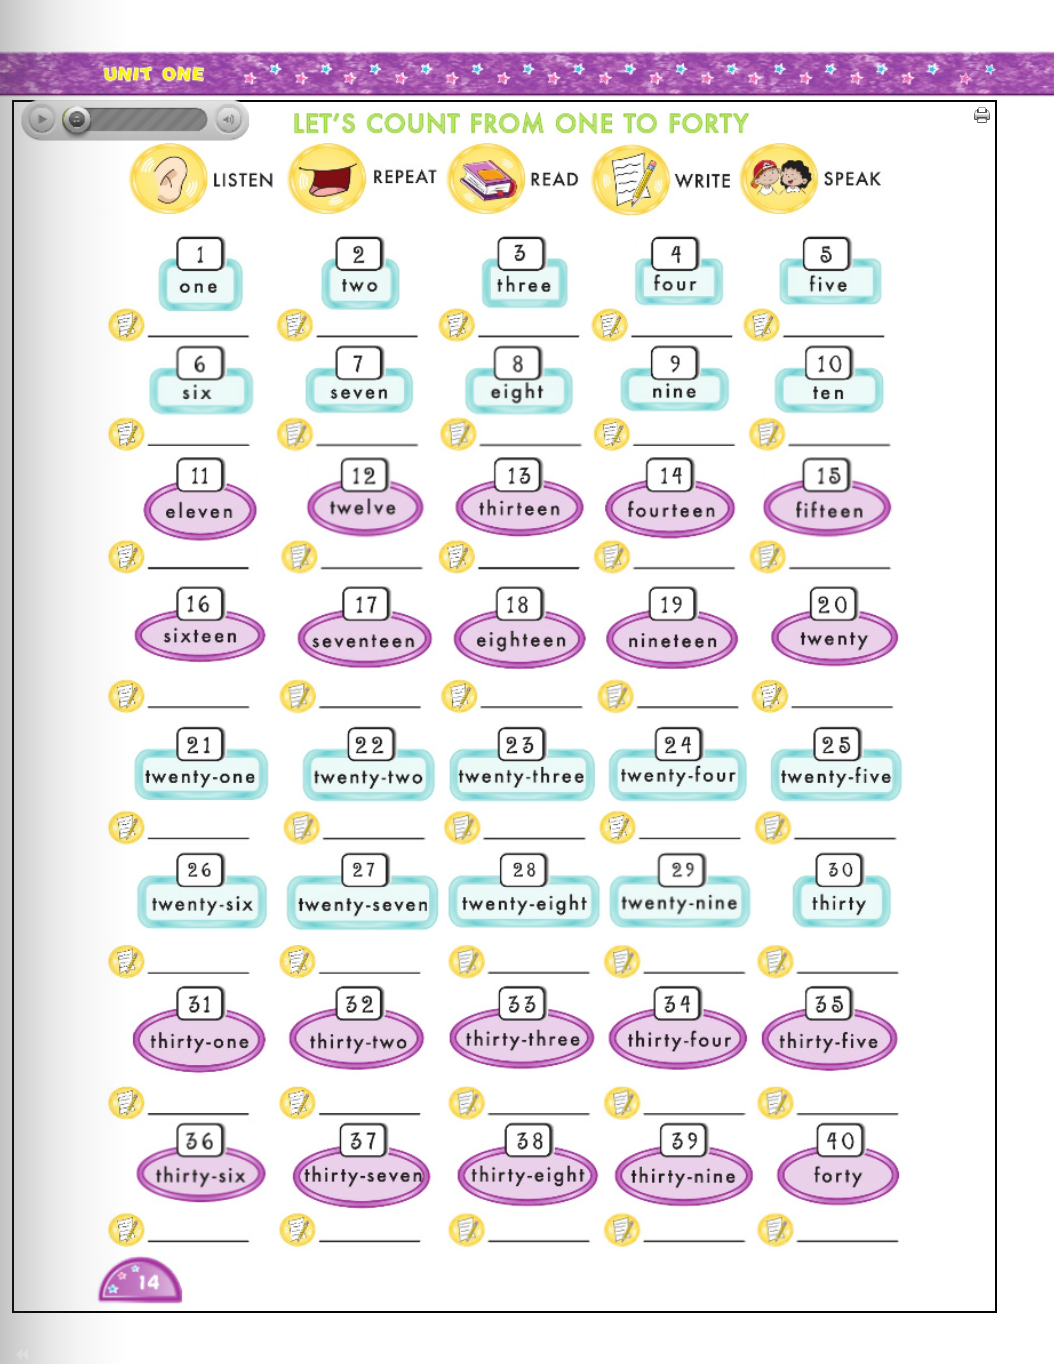 UNIT ONE
LET'S COUNT FROM ONE TO FORTY
LISTEN REPEAT READ WRITE SPEAK
1 2 3 4 5
one two three four five
6 7 8 9 10
six seven eight nine ten
11 12 13 14 15
eleven twelve thirteen fourteen fifteen
16 17 18 19 20
sixteen seventeen eighteen nineteen twenty
21 22 23 24 25
twenty-one twenty-two twenty-three twenty-four twenty-five
26 27 28 29 30
twenty-six twenty-seven twenty-eight twenty-nine thirty
31 32 33 34 35
thirty-one thirty-two thirty-three thirty-four thirty-five
36 37 38 39 40
thirty-six thirty-seven thirty-eight thirty-nine forty
14